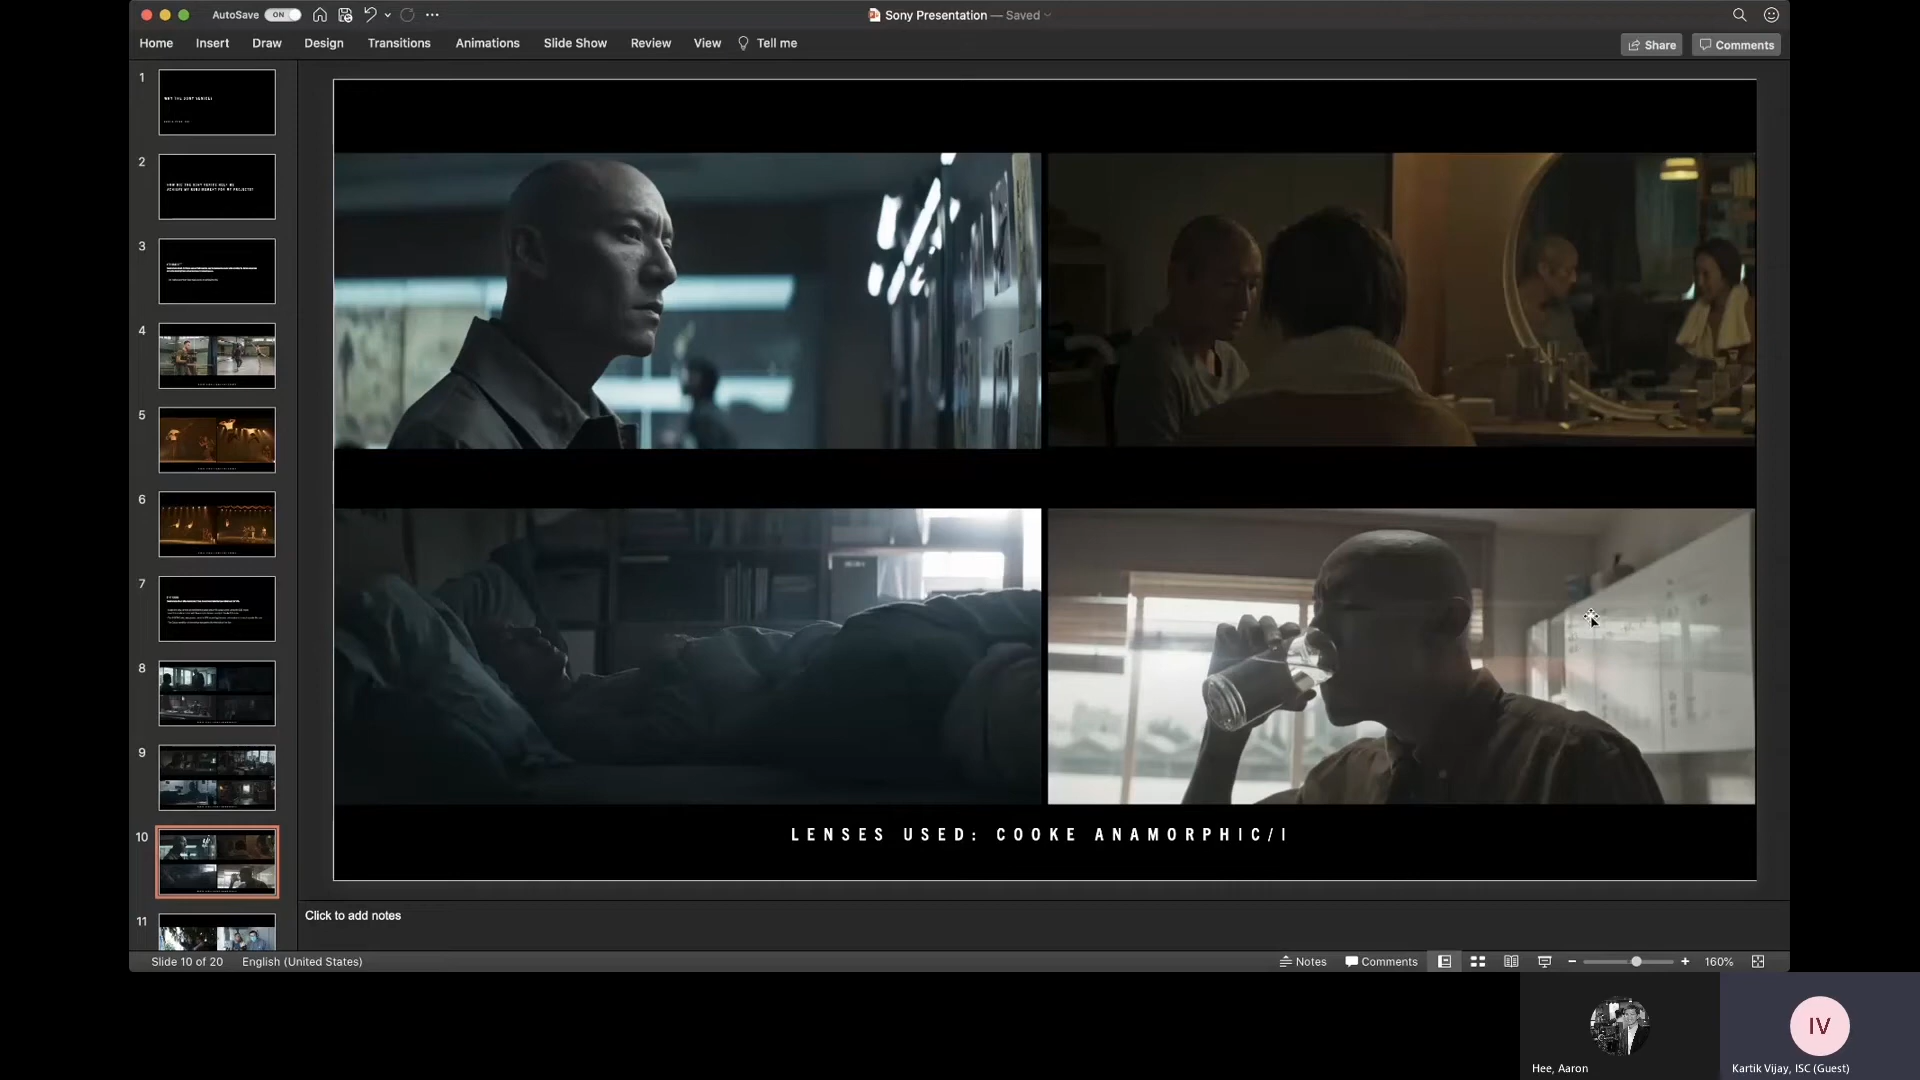 AutoSave ON Sony Presentation — Saved
Home Insert Draw Design Transitions Animations Slide Show Review View Tell me Share Comments
1
2
3
4
5
6
7
8
9
10
11
LENSES USED: COOKE ANAMORPHIC/I
Click to add notes
Slide 10 of 20 English (United States) Notes Comments 160%
IV
Hee, Aaron Kartik Vijay, ISC (Guest)